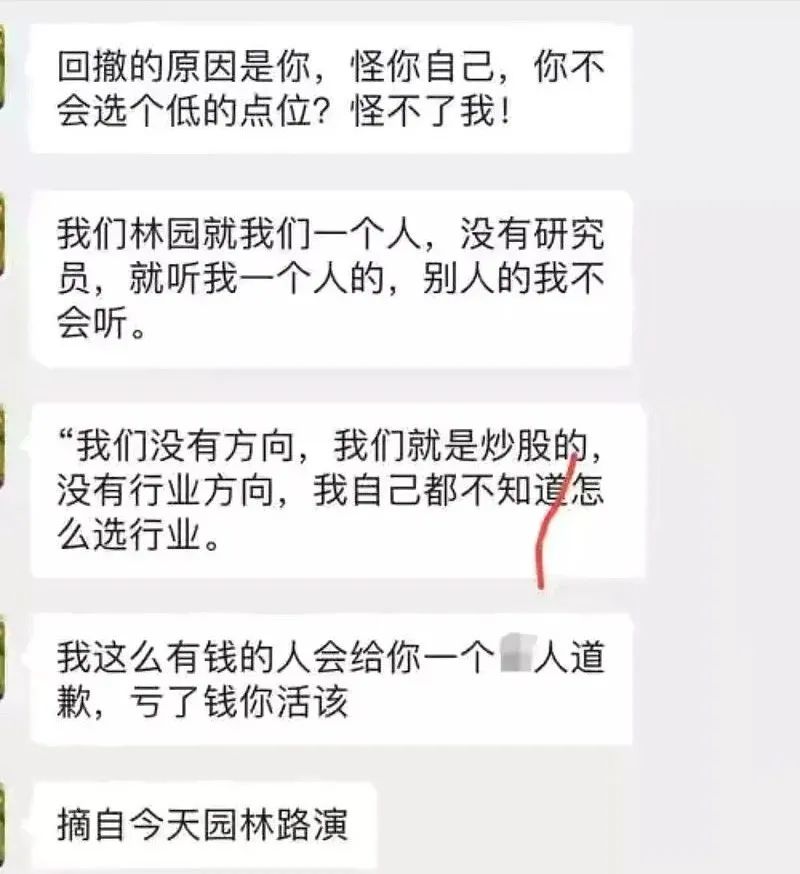 回撤的原因是你，怪你自己，你不
会选个低的点位？怪不了我！
我们林园就我们一个人，没有研究
员，就听我一个人的，别人的我不
会听。
“我们没有方向，我们就是炒股的，
没有行业方向，我自己都不知道怎
么选行业。
我这么有钱的人会给你一个人道
歉，亏了钱你活该
摘自今天园林路演